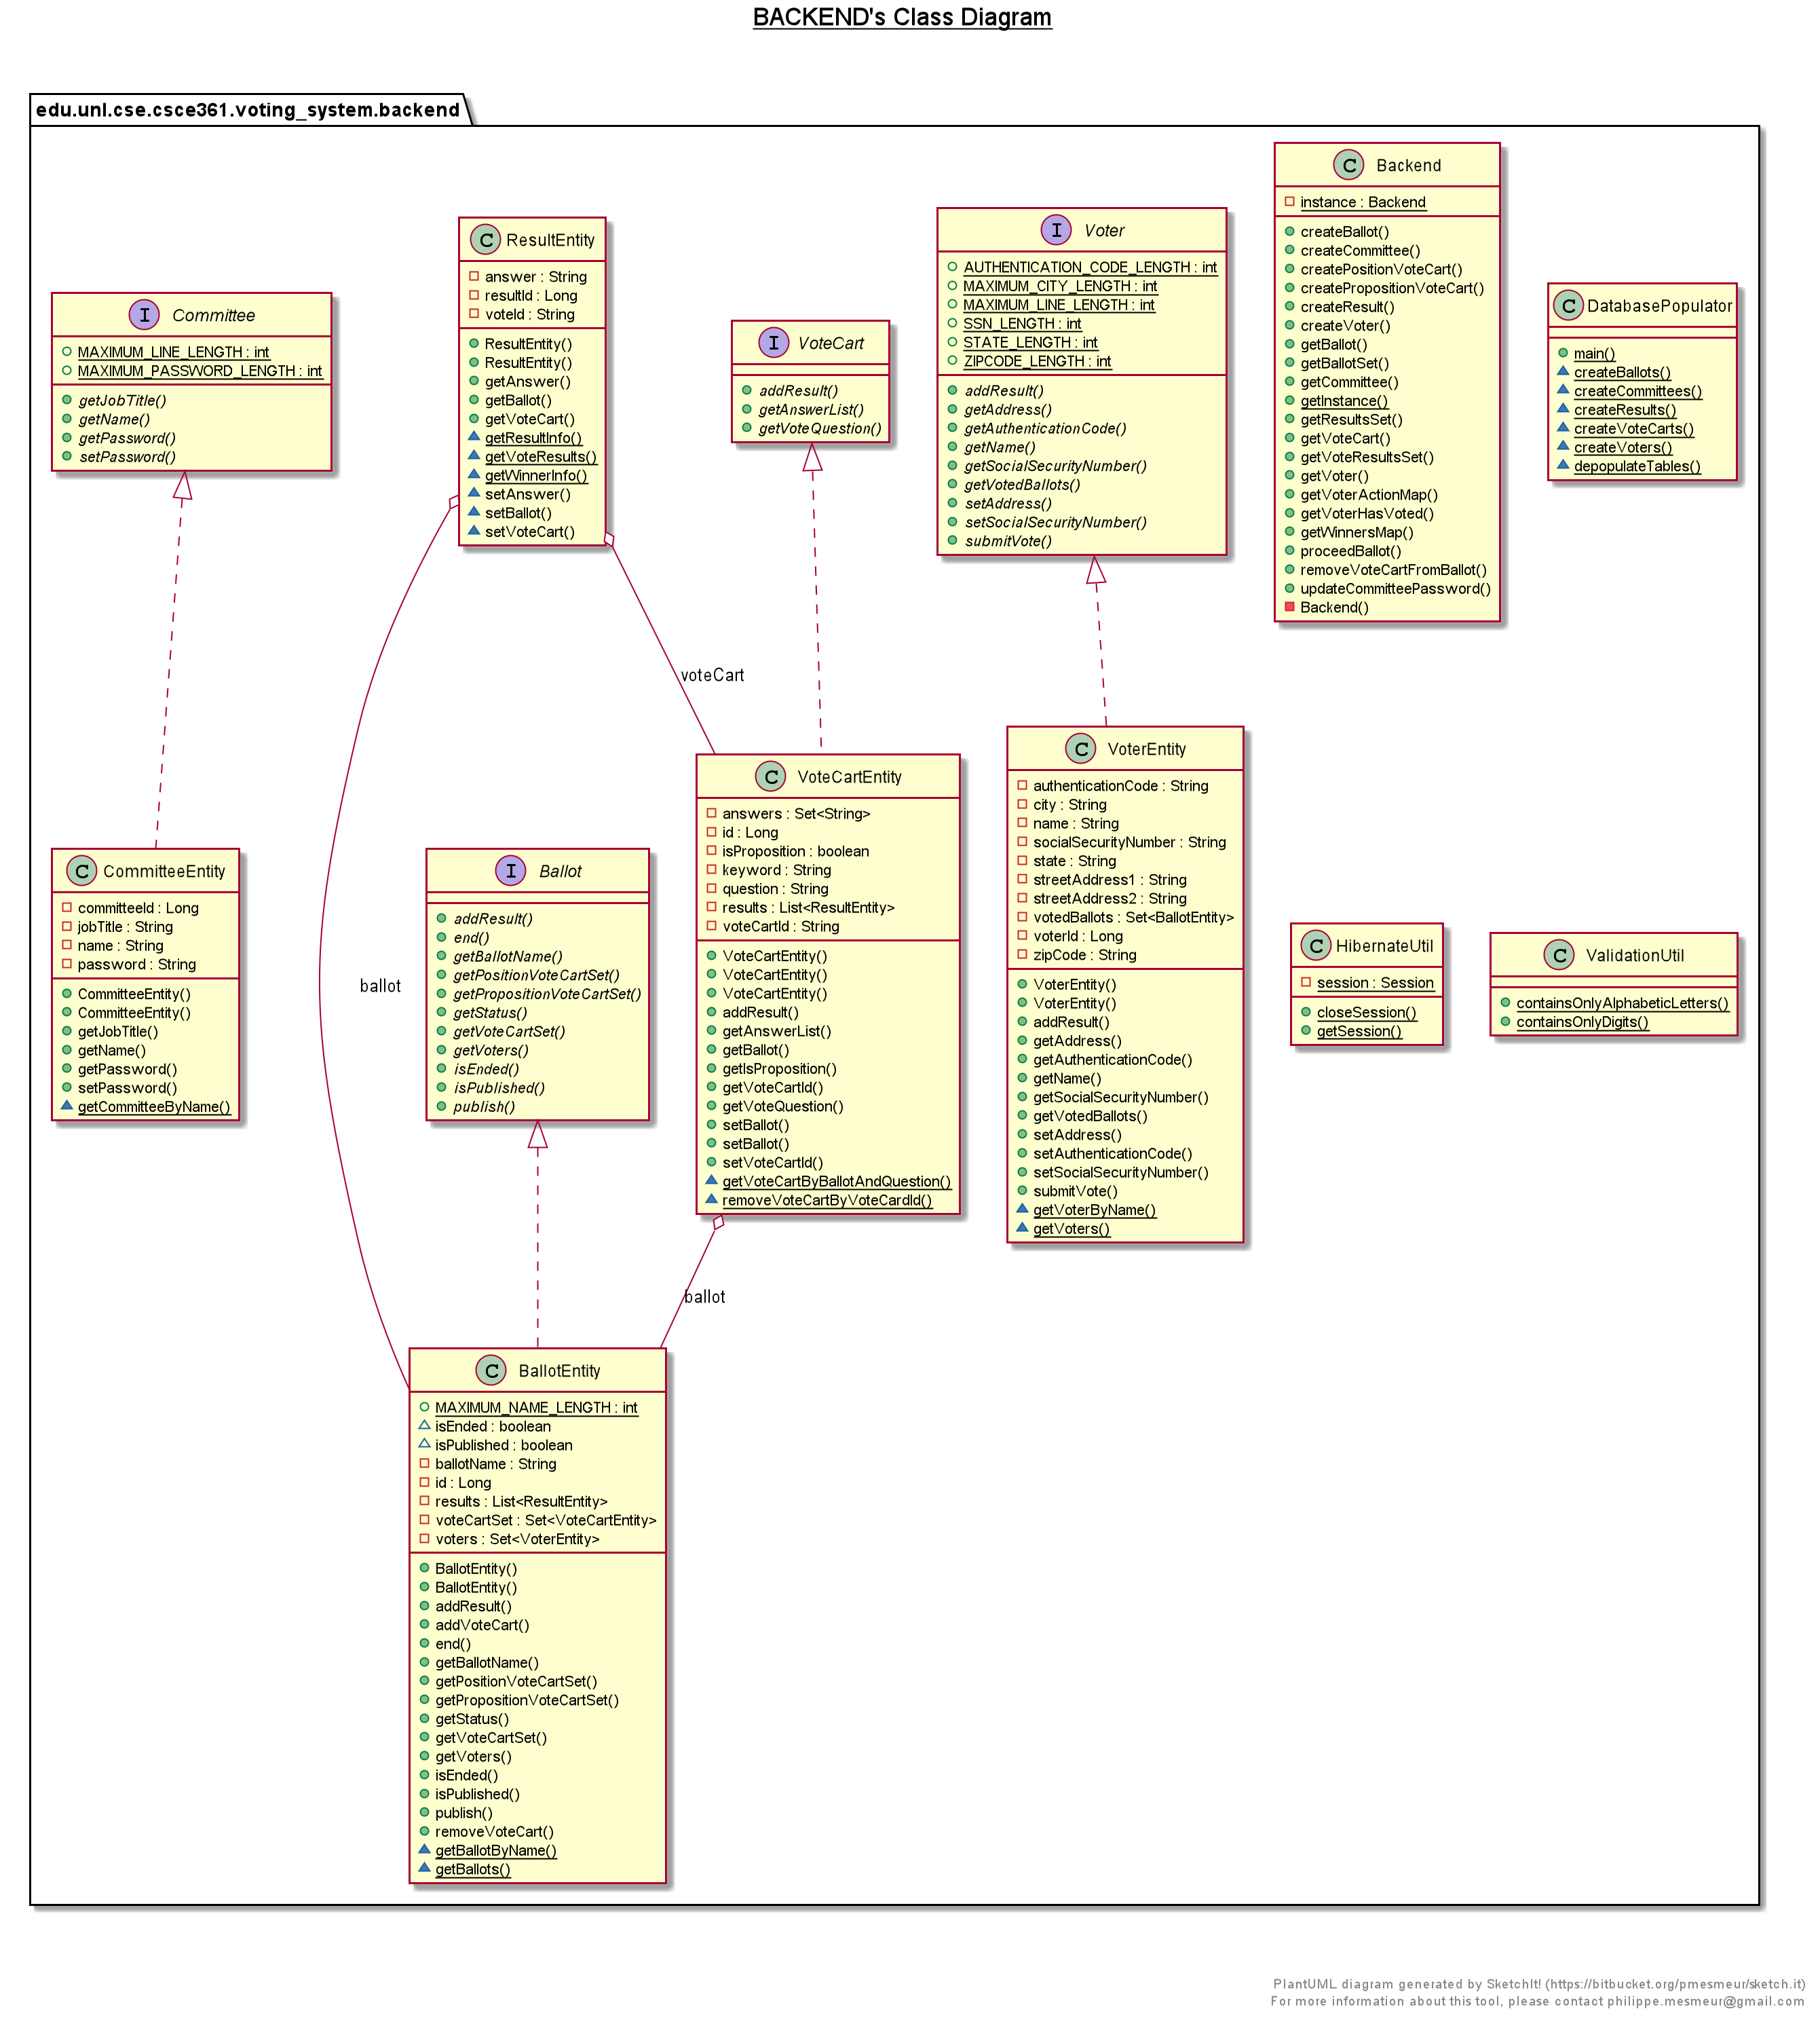 BACKEND's Class Diagram
edu.unl.cse.csce361.voting_system.backend
C Backend
instance : Backend
createBallot()
createCommittee()
createPositionVoteCart()
createPropositionVoteCart()
createResult()
createVoter()
getBallot()
getBallotSet()
getCommittee()
getInstance()
getResultsSet()
getVoteCart()
getVoteResultsSet()
getVoter()
getVoterActionMap()
getVoterHasVoted()
getWinnersMap()
proceedBallot()
removeVoteCartFromBallot()
updateCommitteePassword()
Backend()
I Voter
AUTHENTICATION_CODE_LENGTH : int
MAXIMUM_CITY_LENGTH : int
MAXIMUM_LINE_LENGTH : int
SSN_LENGTH : int
STATE_LENGTH : int
ZIPCODE_LENGTH : int
addResult()
getAddress()
getAuthenticationCode()
getName()
getSocialSecurityNumber()
getVotedBallots()
setAddress()
setSocialSecurityNumber()
submitVote()
C ResultEntity
answer : String
resultId : Long
voteId : String
ResultEntity()
ResultEntity()
getAnswer()
getBallot()
getVoteCart()
getResultInfo()
getVoteResults()
getWinnerInfo()
setAnswer()
setBallot()
setVoteCart()
C DatabasePopulator
main()
createBallots()
createCommittees()
createResults()
createVoteCarts()
createVoters()
depopulateTables()
I Committee
MAXIMUM_LINE_LENGTH : int
MAXIMUM_PASSWORD_LENGTH : int
getJobTitle()
getName()
getPassword()
setPassword()
I VoteCart
addResult()
getAnswerList()
getVoteQuestion()
voteCart
C VoterEntity
authenticationCode : String
city : String
name : String
socialSecurityNumber : String
state : String
streetAddress1 : String
streetAddress2 : String
votedBallots : Set<BallotEntity>
voterId : Long
zipCode : String
VoterEntity()
VoterEntity()
addResult()
getAddress()
getAuthenticationCode()
getName()
getSocialSecurityNumber()
getVotedBallots()
setAddress()
setAuthenticationCode()
setSocialSecurityNumber()
submitVote()
getVoterByName()
getVoters()
C VoteCartEntity
answers : Set<String>
id : Long
isProposition : boolean
keyword : String
question : String
results : List<ResultEntity>
voteCartId : String
VoteCartEntity()
VoteCartEntity()
VoteCartEntity()
addResult()
getAnswerList()
getBallot()
getIsProposition()
getVoteCartId()
getVoteQuestion()
setBallot()
setBallot()
setVoteCartId()
getVoteCartByBallotAndQuestion()
removeVoteCartByVoteCardId()
C CommitteeEntity
committeeId : Long
jobTitle : String
name : String
password : String
CommitteeEntity()
CommitteeEntity()
getJobTitle()
getName()
getPassword()
setPassword()
getCommitteeByName()
I Ballot
addResult()
end()
getBallotName()
getPositionVoteCartSet()
getPropositionVoteCartSet()
getStatus()
getVoteCartSet()
getVoters()
isEnded()
isPublished()
publish()
C HibernateUtil
session : Session
closeSession()
getSession()
C ValidationUtil
containsOnlyAlphabeticLetters()
containsOnlyDigits()
ballot
ballot
C BallotEntity
MAXIMUM_NAME_LENGTH : int
isEnded : boolean
isPublished : boolean
ballotName : String
id : Long
results : List<ResultEntity>
voteCartSet : Set<VoteCartEntity>
voters : Set<VoterEntity>
BallotEntity()
BallotEntity()
addResult()
addVoteCart()
end()
getBallotName()
getPositionVoteCartSet()
getPropositionVoteCartSet()
getStatus()
getVoteCartSet()
getVoters()
isEnded()
isPublished()
publish()
removeVoteCart()
getBallotByName()
getBallots()
PlantUML diagram generated by SketchIt! (https://bitbucket.org/pmesmeur/sketch.it)
For more information about this tool, please contact philippe.mesmeur@gmail.com